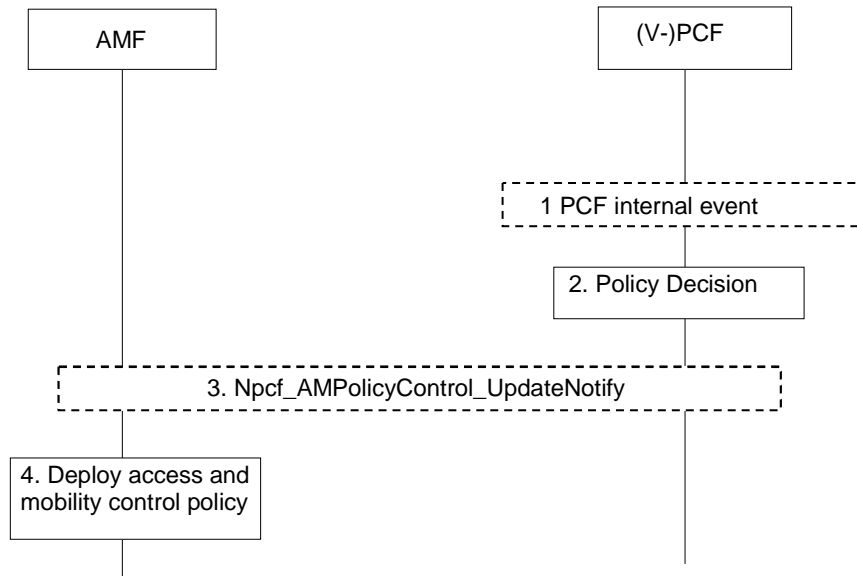 AMF
(V-)PCF
1 PCF internal event
2. Policy Decision
3. Npcf_AMPolicyControl_UpdateNotify
4. Deploy access and
mobility control policy